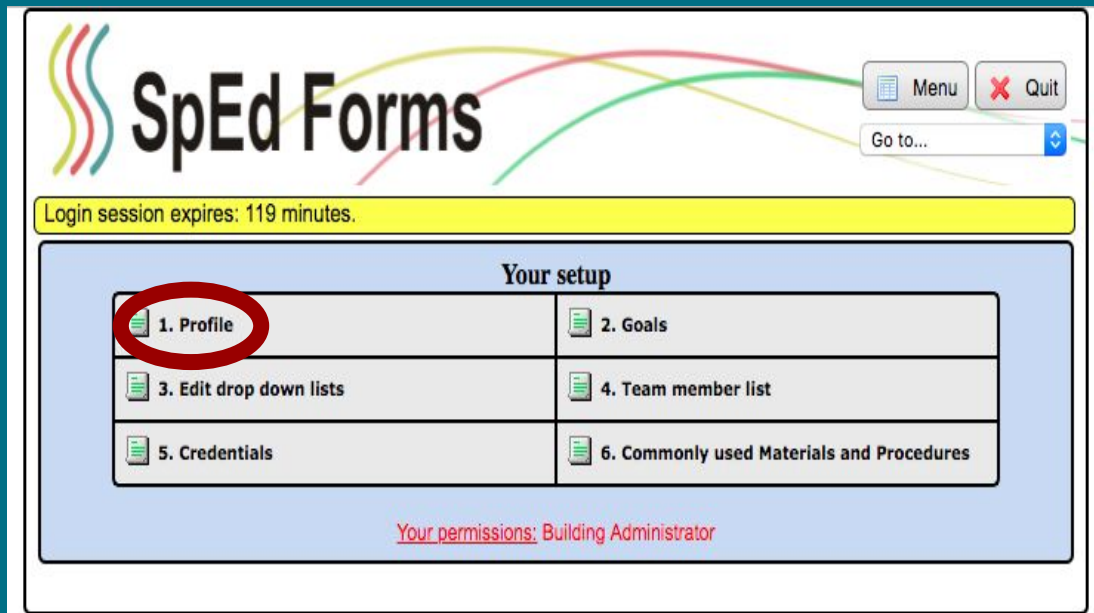 SpEd Forms
Menu
Quit
Go to...
Login session expires: 119 minutes.
Your setup
1. Profile
2. Goals
3. Edit drop down lists
4. Team member list
5. Credentials
6. Commonly used Materials and Procedures
Your permissions: Building Administrator